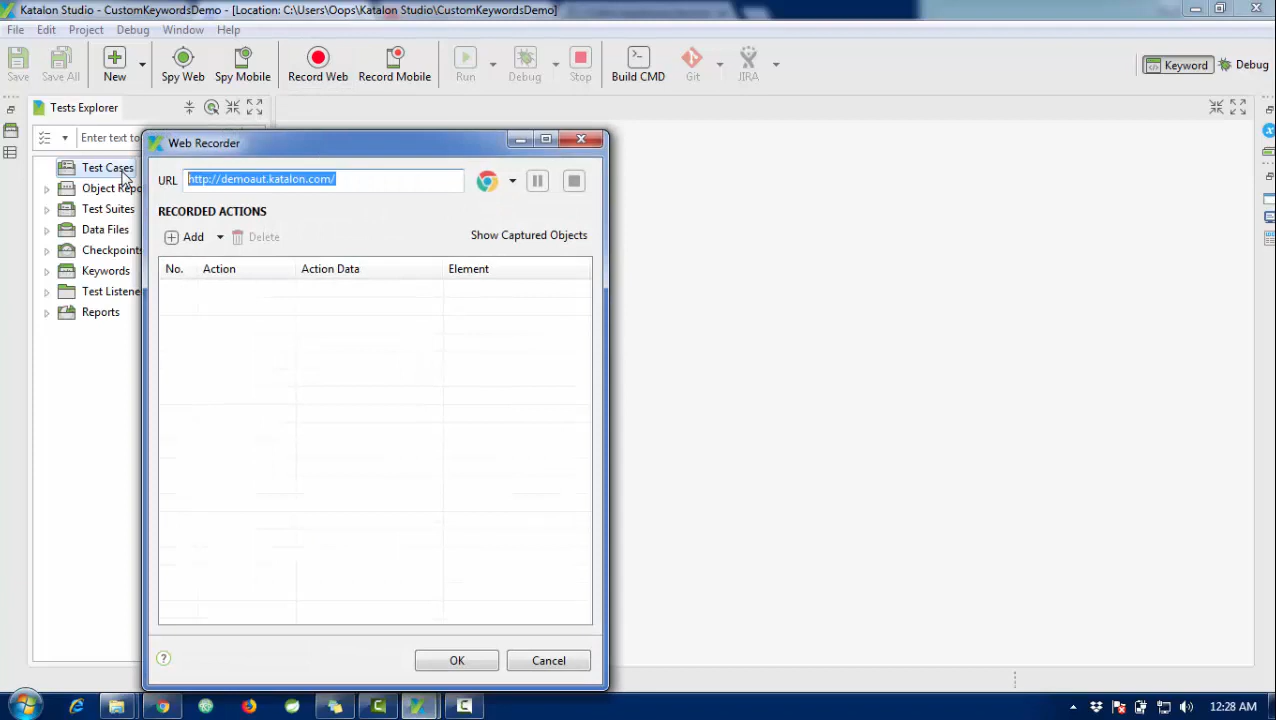 Katalon Studio - CustomKeywordsDemo - [Location: C:\Users\Oops\Katalon Studio\CustomKeywordsDemo]
File Edit Project Debug Window Help
Save Save All New Spy Web Spy Mobile Record Web Record Mobile Run Debug Stop Build CMD Git JIRA Keyword Debug
Tests Explorer
Enter text to
Web Recorder
Test Cases
URL http://demoaut.katalon.com/
Object Repo
Test Suites
RECORDED ACTIONS
Data Files
Add Delete Show Captured Objects
Checkpoints
Keywords
No. Action Action Data Element
Test Listene
Reports
OK Cancel
12:28 AM